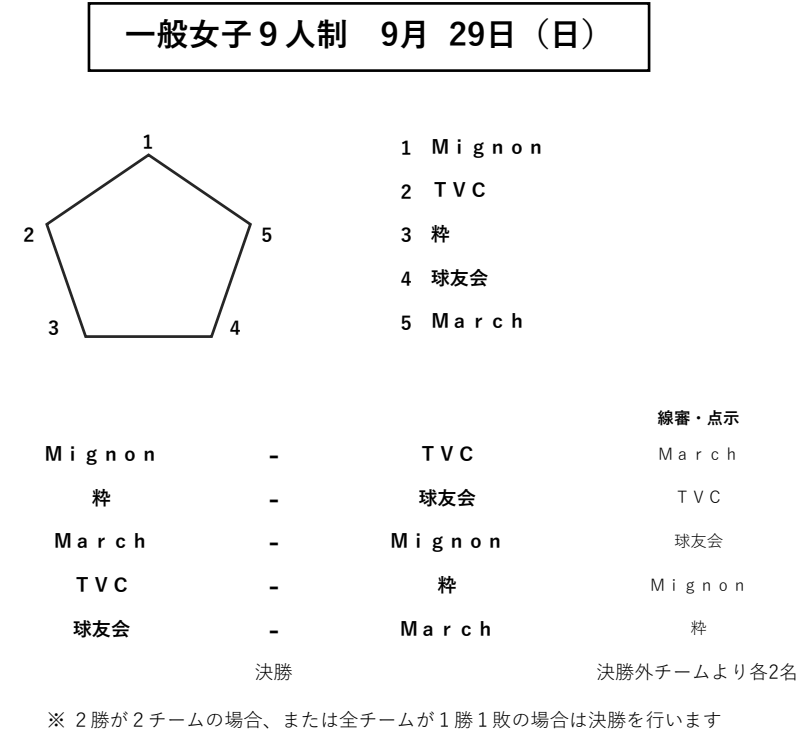 一般女子９人制　9月 29日（日）
1
2
5
3
4
1 Ｍｉｇｎｏｎ
2 ＴＶＣ
3 粋
4 球友会
5 Ｍａｒｃｈ
線審・点示
Ｍｉｇｎｏｎ - ＴＶＣ Ｍａｒｃｈ
粋 - 球友会 ＴＶＣ
Ｍａｒｃｈ - Ｍｉｇｎｏｎ 球友会
ＴＶＣ - 粋 Ｍｉｇｎｏｎ
球友会 - Ｍａｒｃｈ 粋
決勝 決勝外チームより各2名
※ ２勝が２チームの場合、または全チームが１勝１敗の場合は決勝を行います